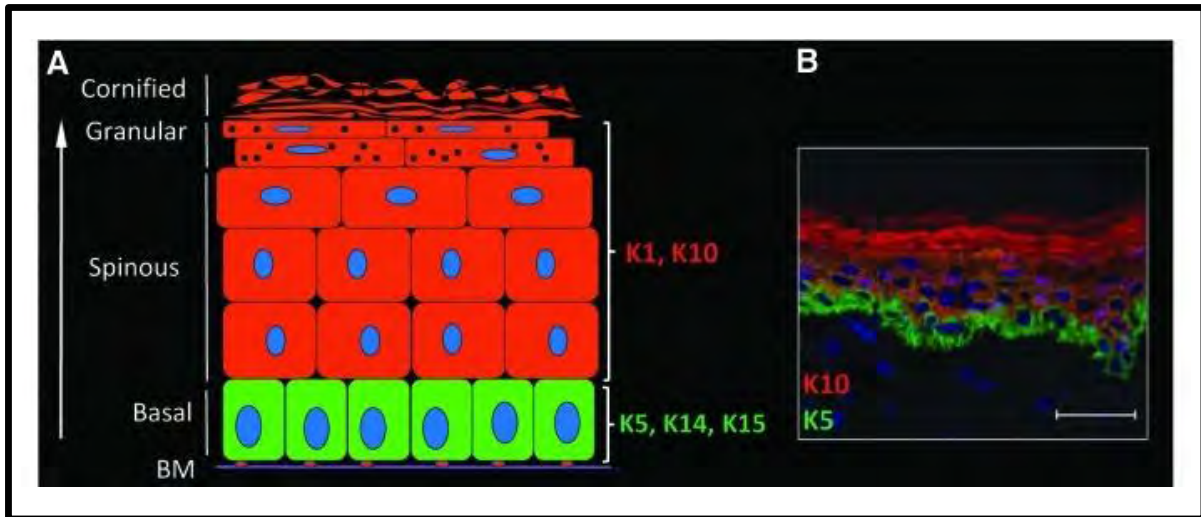 A
Cornified
Granular
Spinous
Basal
BM
K1, K10
K5, K14, K15
B
K10
K5